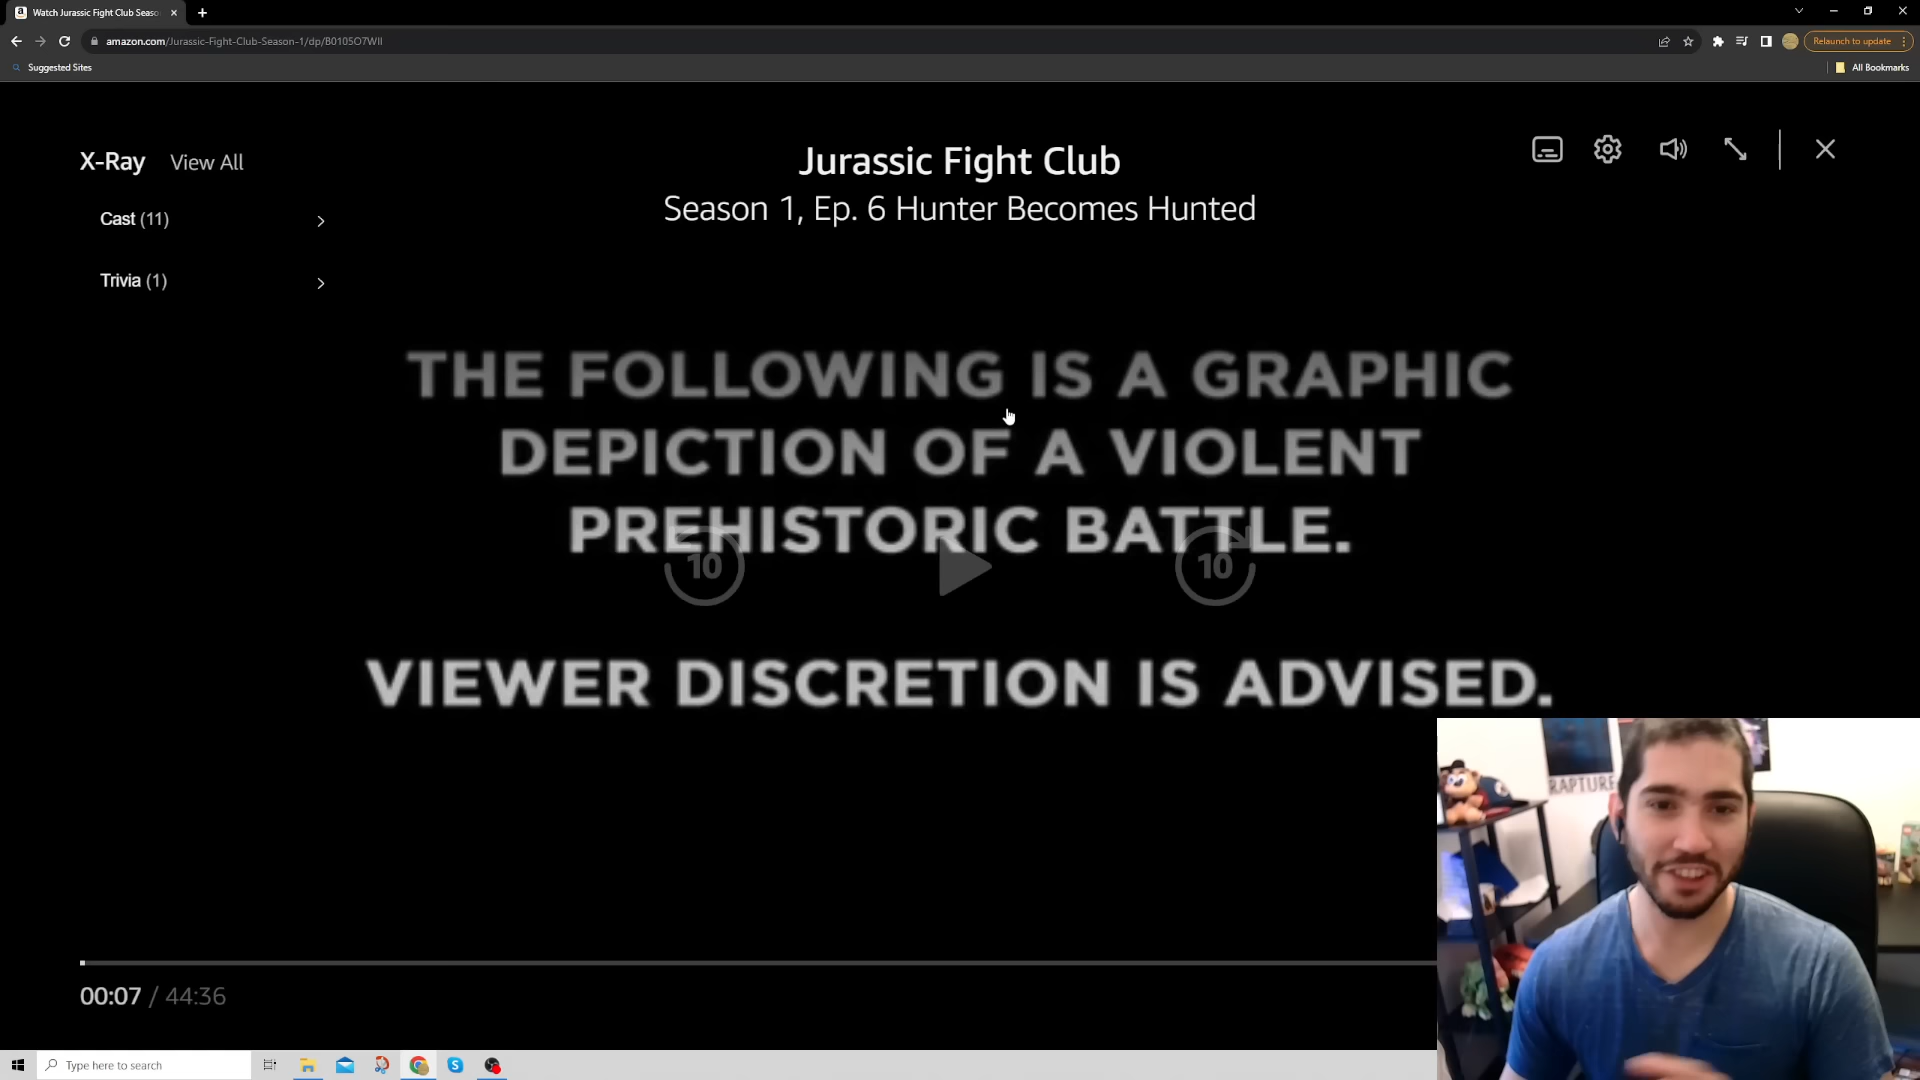 Watch Jurassic Fight Club Seaso
amazon.com/Jurassic-Fight-Club-Season-1/dp/B0105O7WII
Relaunch to update
Suggested Sites
All Bookmarks
X-Ray View All
Jurassic Fight Club
Season 1, Ep. 6 Hunter Becomes Hunted
Cast (11)
Trivia (1)
THE FOLLOWING IS A GRAPHIC
DEPICTION OF A VIOLENT
PREHISTORIC BATTLE.
10
10
VIEWER DISCRETION IS ADVISED.
RAPTURE
00:07 / 44:36
Type here to search